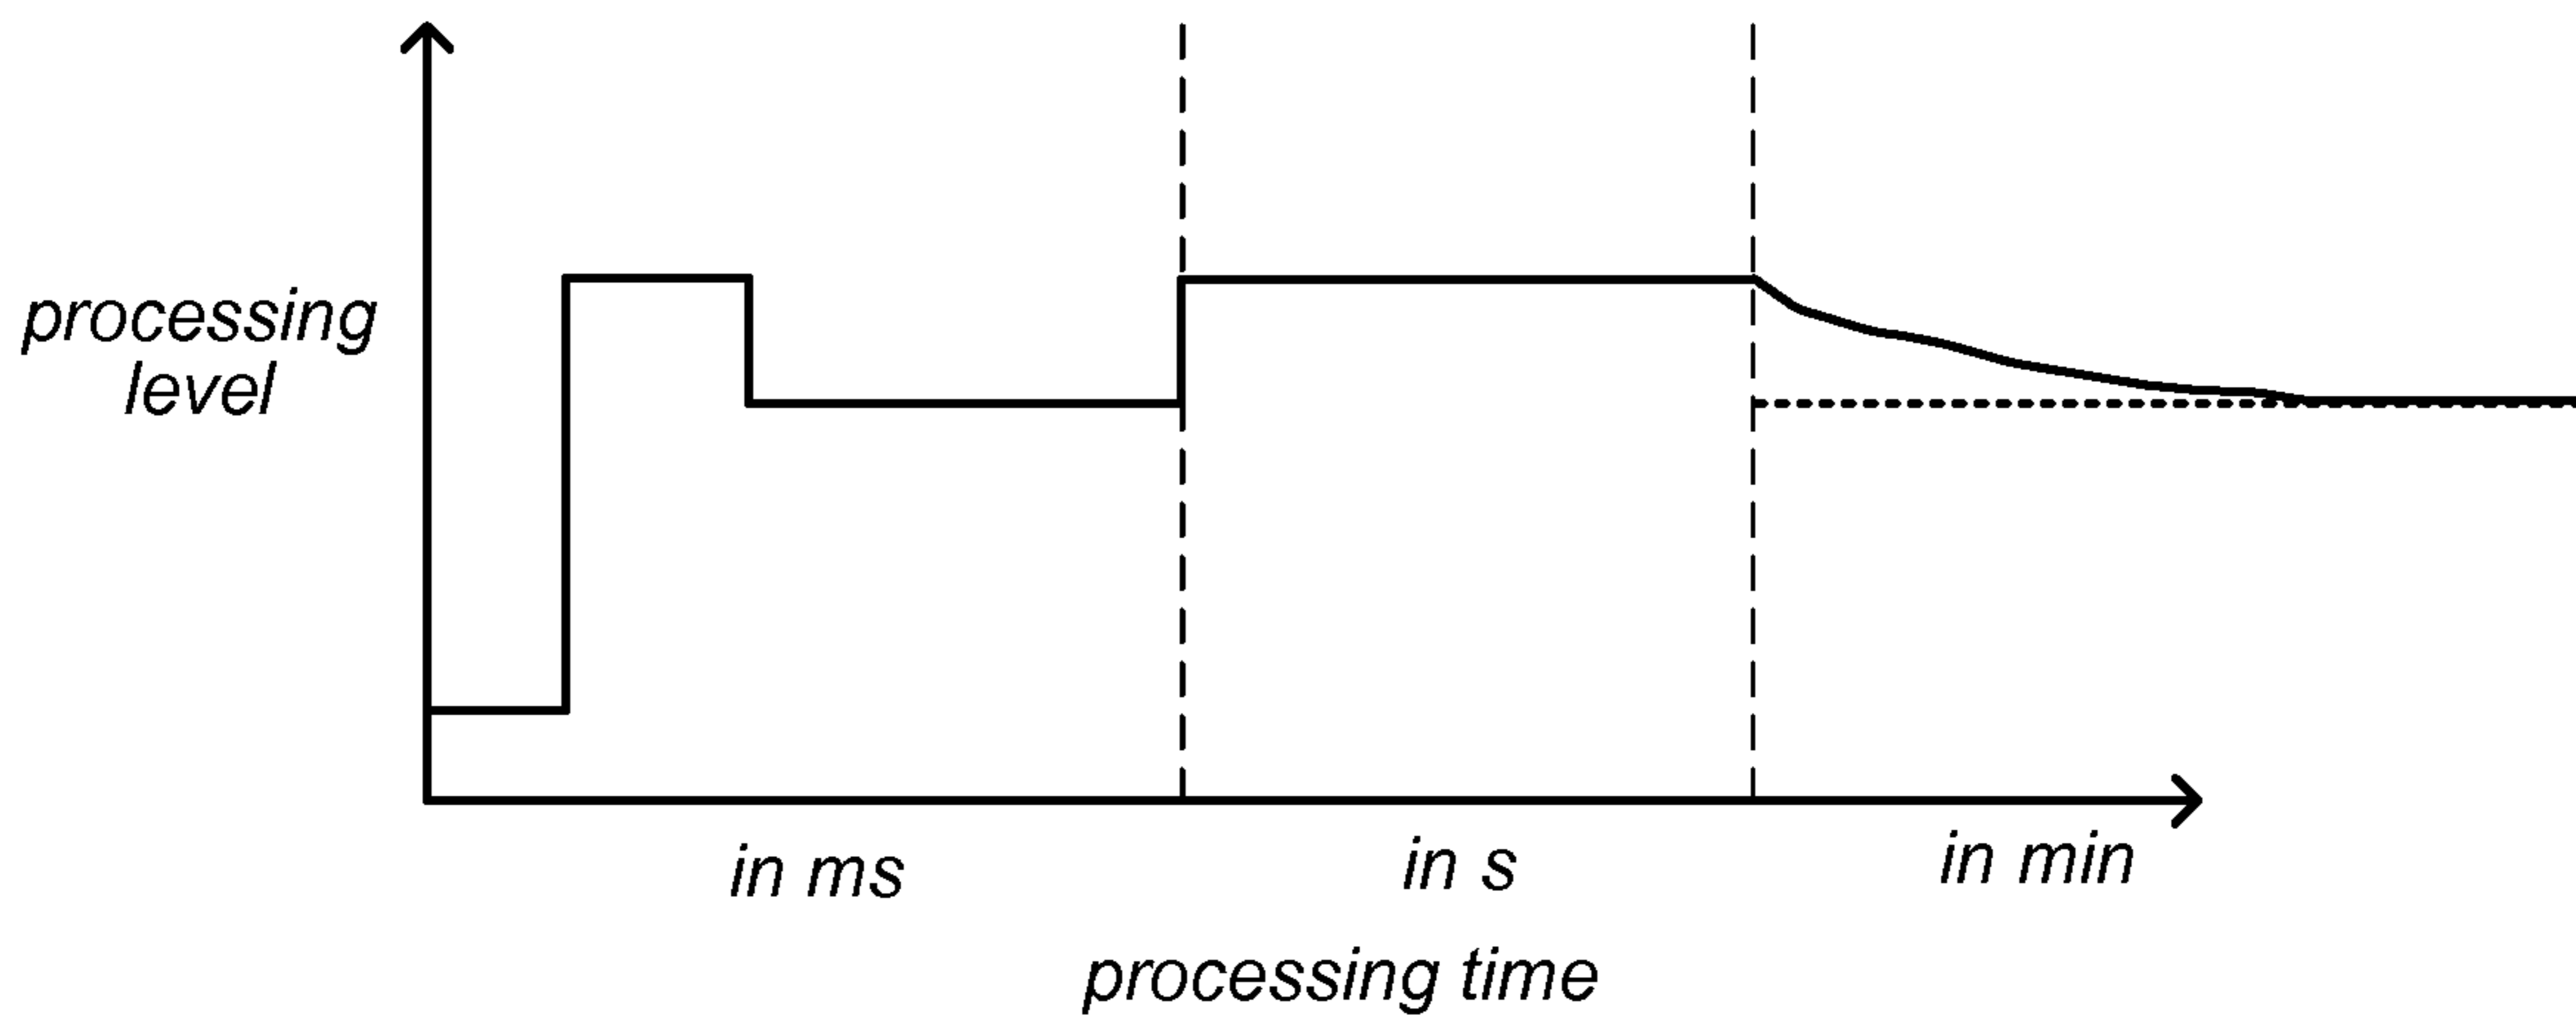 processing
level
in ms
in s
in min
processing time